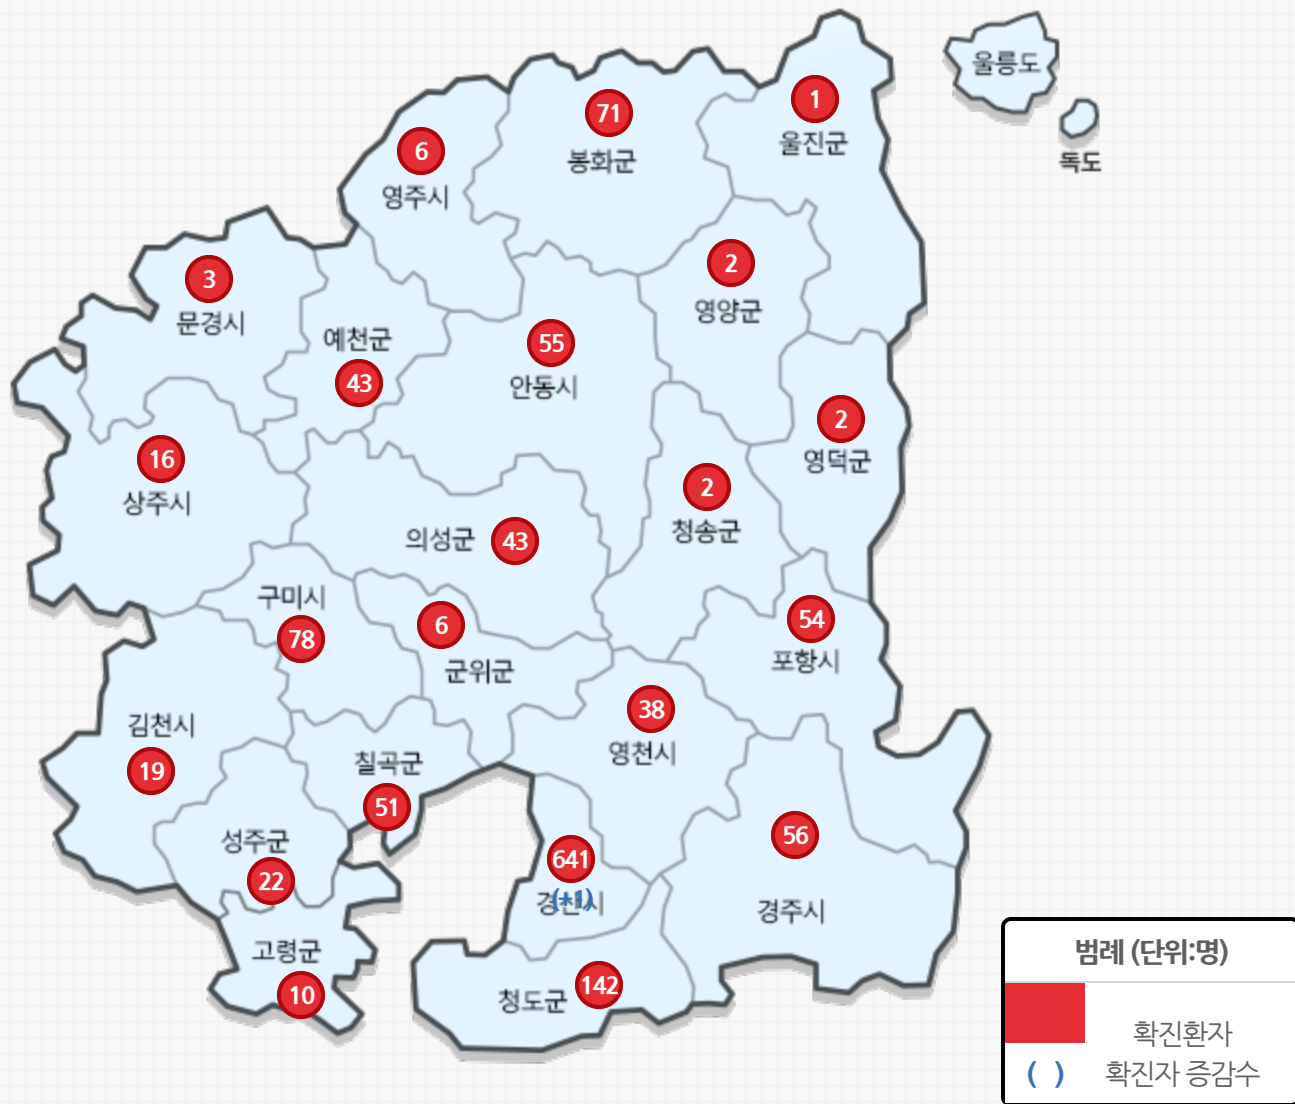 울릉도
독도
1
울진군
71
봉화군
6
영주시
2
영양군
3
문경시
예천군
43
55
안동시
2
영덕군
16
상주시
2
청송군
의성군 43
구미시
78
6
군위군
54
포항시
38
영천시
김천시
19
칠곡군
51
성주군
22
56
경주시
641
경산시
(+1)
고령군
10
청도군 142
범례 (단위:명)
확진환자
( ) 확진자 증감수